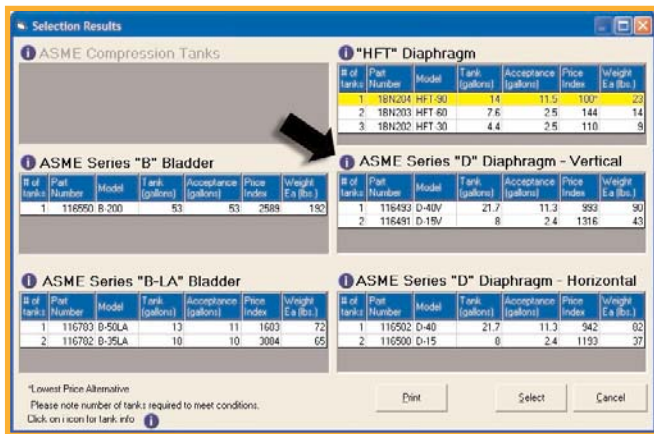 Selection Results
ASME Compression Tanks
"HFT" Diaphragm
# of tanks Part Number Model Tank (gallons) Acceptance (gallons) Price Index Weight Ea (lbs.)
1 18N204 HFT-90 14 11.5 100* 23
2 18N203 HFT-60 7.6 2.5 144 14
3 18N202 HFT-30 4.4 2.5 110 9
ASME Series "B" Bladder
# of tanks Part Number Model Tank (gallons) Acceptance (gallons) Price Index Weight Ea (lbs.)
1 116550 B-200 53 53 2589 192
ASME Series "D" Diaphragm - Vertical
# of tanks Part Number Model Tank (gallons) Acceptance (gallons) Price Index Weight Ea (lbs.)
1 116493 D-40V 21.7 11.3 993 90
2 116491 D-15V 8 2.4 1316 43
ASME Series "B-LA" Bladder
# of tanks Part Number Model Tank (gallons) Acceptance (gallons) Price Index Weight Ea (lbs.)
1 116783 B-50LA 13 11 1603 72
2 116782 B-35LA 10 10 3084 65
ASME Series "D" Diaphragm - Horizontal
# of tanks Part Number Model Tank (gallons) Acceptance (gallons) Price Index Weight Ea (lbs.)
1 116502 D-40 21.7 11.3 942 82
2 116500 D-15 8 2.4 1193 37
*Lowest Price Alternative
Please note number of tanks required to meet conditions.
Click on i icon for tank info
Print Select Cancel